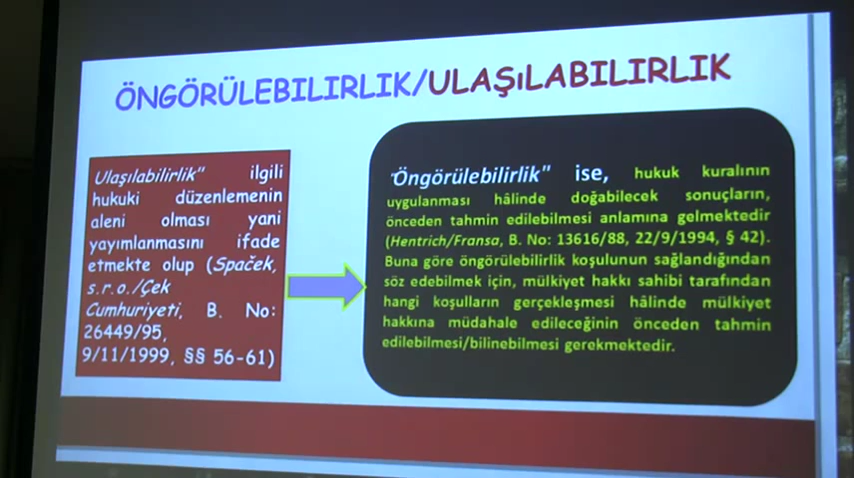 ÖNGÖRÜLEBILIRLIK/ULAŞıLABILIRLIK
Ulaşılabilirlik" ilgili
hukuki düzenlemenin
aleni olması yani
yayımlanmasını ifade
etmekte olup (Spaček,
s.r.o./Çek
Cumhuriyeti, B. No:
26449/95,
9/11/1999, §§ 56-61)
"Öngörülebilirlik" ise, hukuk kuralının
uygulanması hâlinde doğabilecek sonuçların,
önceden tahmin edilebilmesi anlamına gelmektedir
(Hentrich/Fransa, B. No: 13616/88, 22/9/1994, § 42).
Buna göre öngörülebilirlik koşulunun sağlandığından
söz edebilmek için, mülkiyet hakkı sahibi tarafından
hangi koşulların gerçekleşmesi hâlinde mülkiyet
hakkına müdahale edileceğinin önceden tahmin
edilebilmesi/bilinebilmesi gerekmektedir.